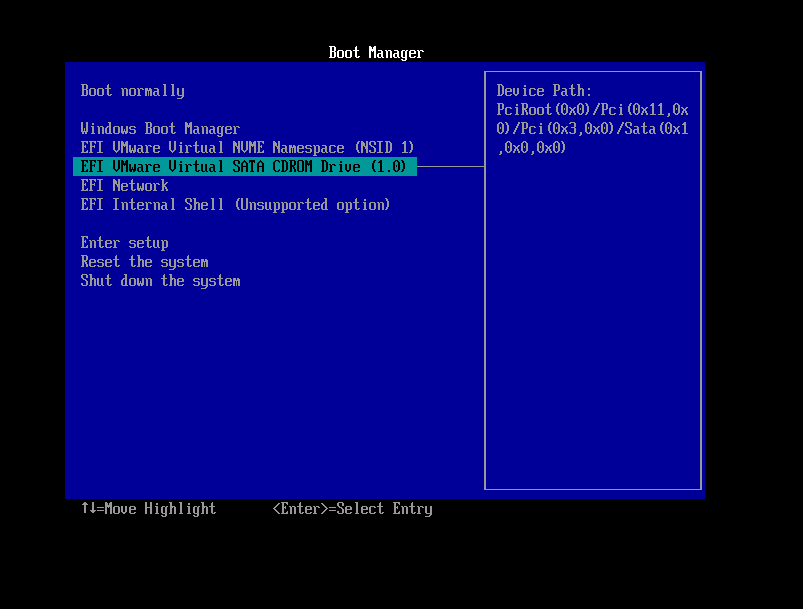 Boot Manager
Boot normally
Windows Boot Manager
EFI VMware Virtual NVME Namespace (NSID 1)
EFI VMware Virtual SATA CDROM Drive (1.0)
EFI Network
EFI Internal Shell (Unsupported option)
Enter setup
Reset the system
Shut down the system
Device Path:
PciRoot(0x0)/Pci(0x11,0x
0)/Pci(0x3,0x0)/Sata(0x1
,0x0,0x0)
↑↓=Move Highlight <Enter>=Select Entry